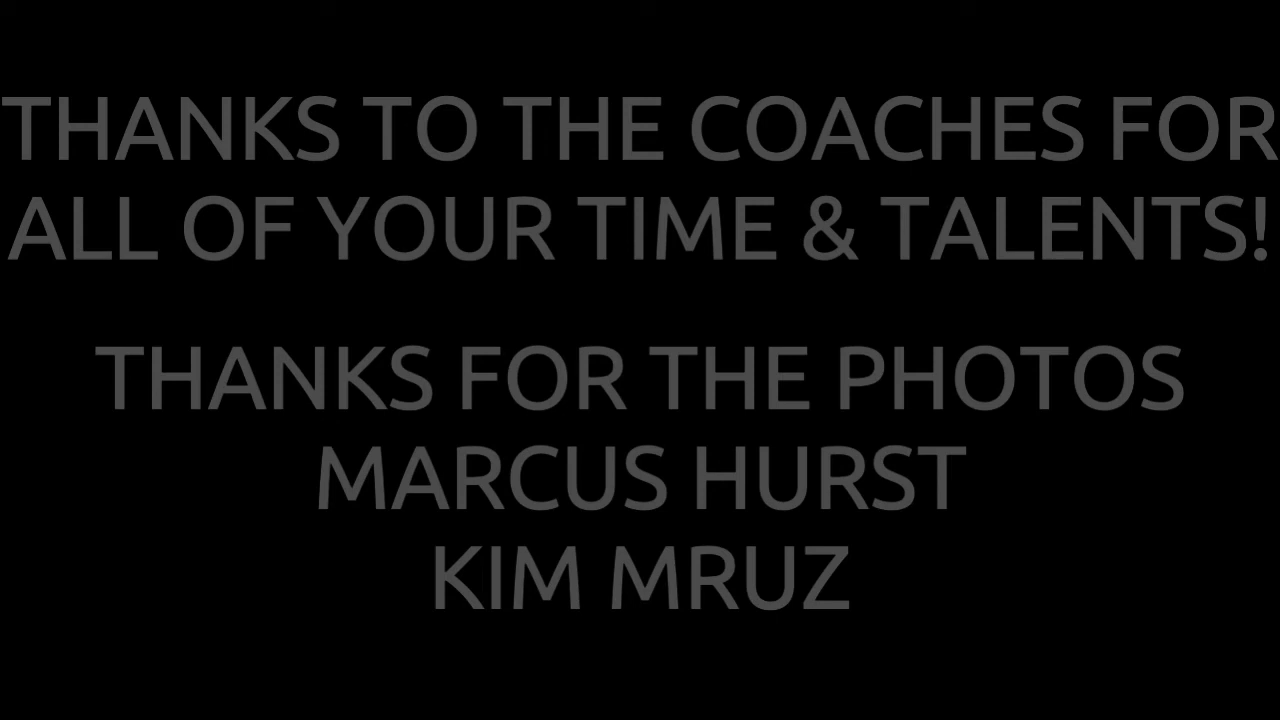 THANKS TO THE COACHES FOR
ALL OF YOUR TIME & TALENTS!
THANKS FOR THE PHOTOS
MARCUS HURST
KIM MRUZ